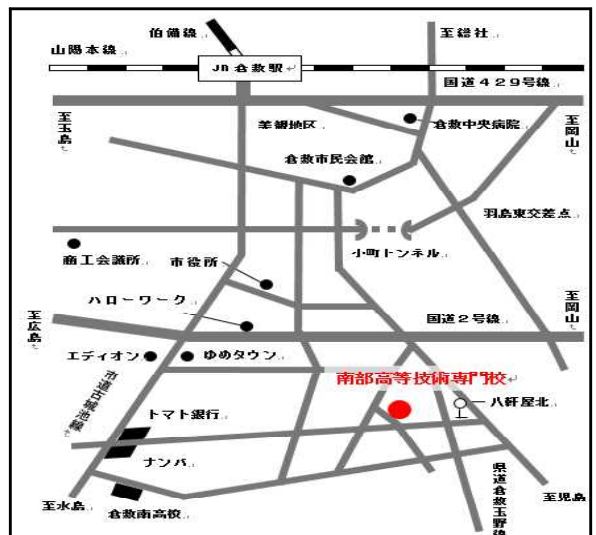 伯備線
至総社
山陽本線
JR倉敷駅
国道429号線
至玉島
美観地区
倉敷中央病院
至岡山
倉敷市民会館
羽島東交差点
小町トンネル
商工会議所
市役所
ハローワーク
至岡山
至広島
国道2号線
エディオン
ゆめタウン
南部高等技術専門校
市道古城池線
八軒屋北
トマト銀行
ナンバ
至水島
倉敷南高校
県道倉敷玉野線
至児島